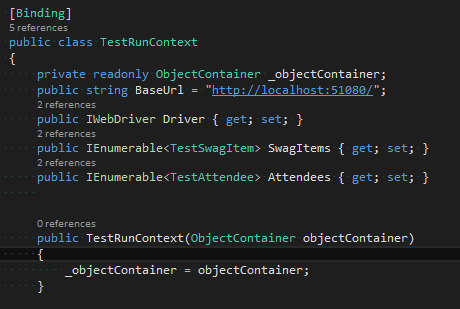 [Binding]
5 references
public class TestRunContext
{
private readonly ObjectContainer _objectContainer;
public string BaseUrl = "http://localhost:51080/";
2 references
public IWebDriver Driver { get; set; }
2 references
public IEnumerable<TestSwagItem> SwagItems { get; set; }
2 references
public IEnumerable<TestAttendee> Attendees { get; set; }
0 references
public TestRunContext(ObjectContainer objectContainer)
{
_objectContainer = objectContainer;
}